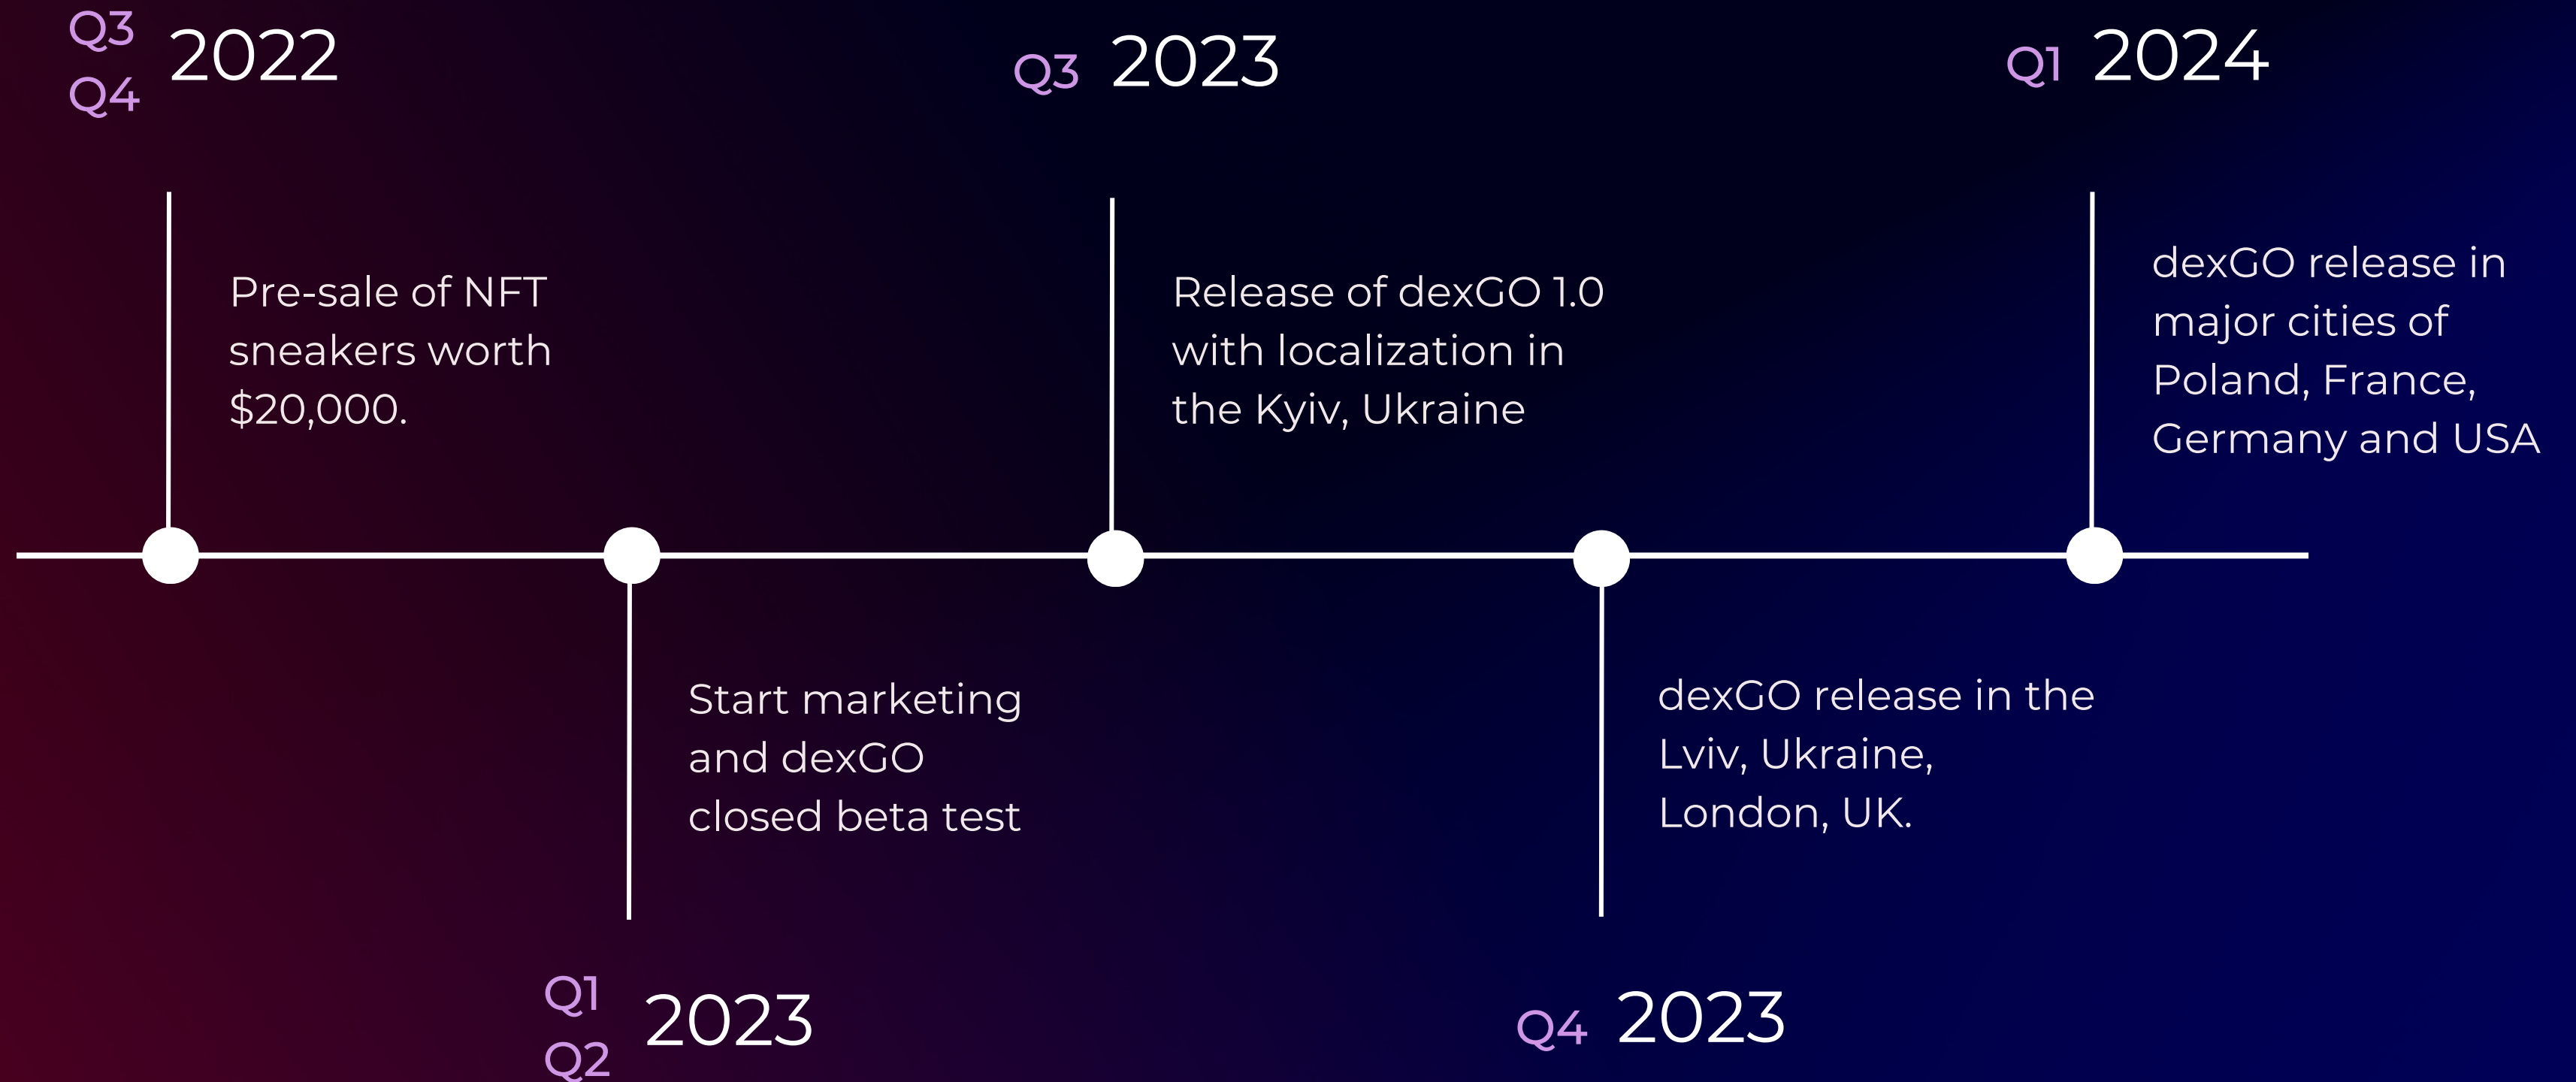 Q3
Q4
2022
Pre-sale of NFT
sneakers worth
$20,000.
Q1
Q2
2023
Start marketing
and dexGO
closed beta test
Q3 2023
Release of dexGO 1.0
with localization in
the Kyiv, Ukraine
Q4 2023
dexGO release in the
Lviv, Ukraine,
London, UK.
Q1 2024
dexGO release in
major cities of
Poland, France,
Germany and USA